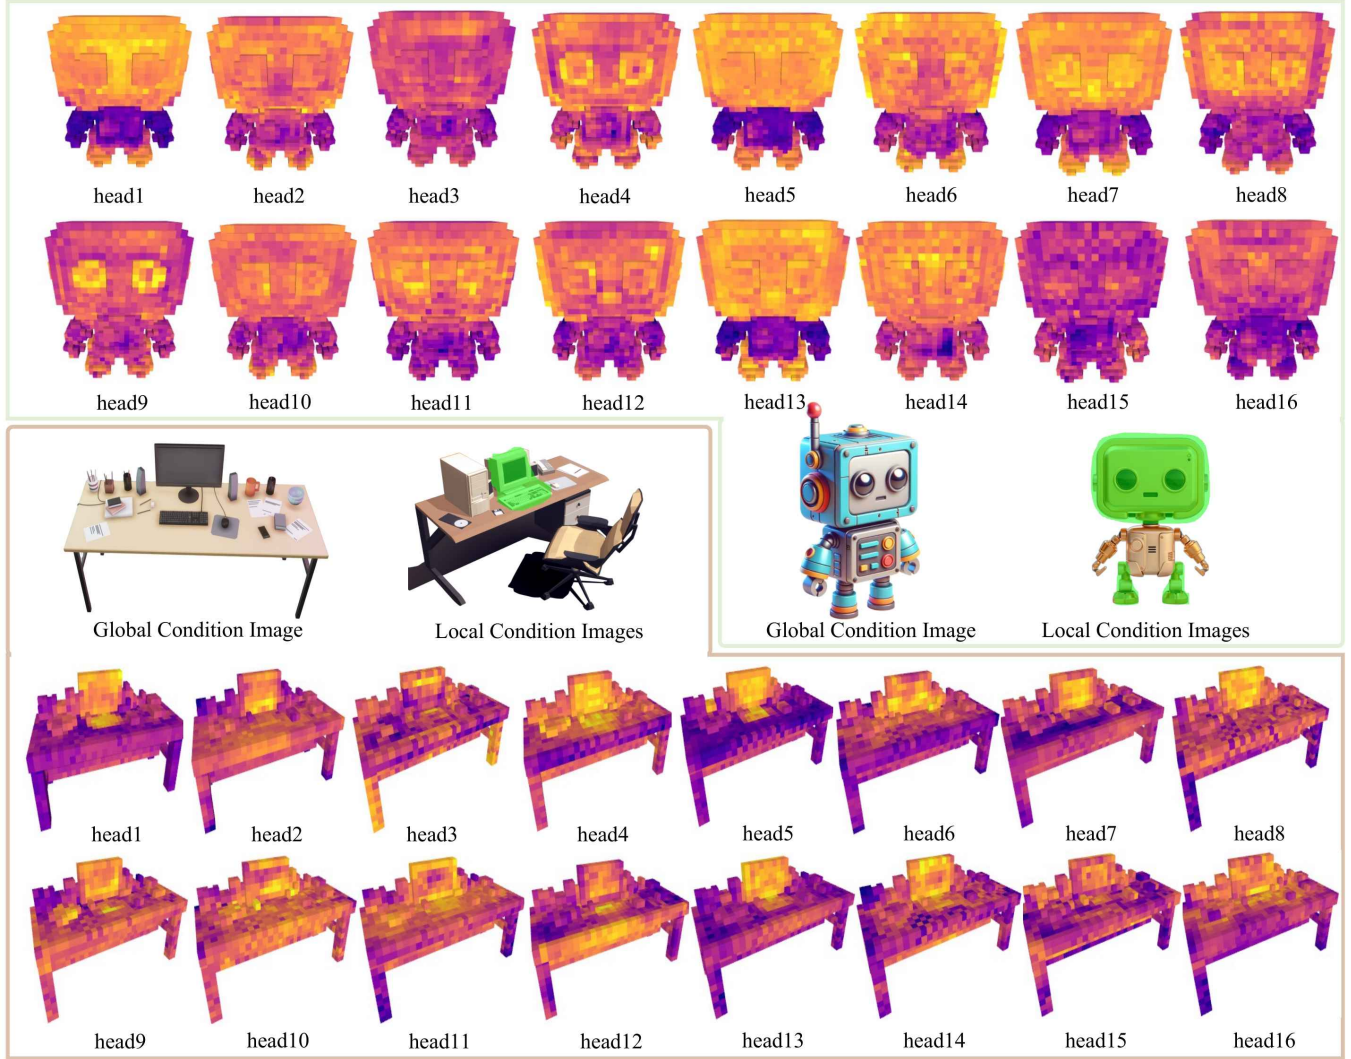 head1 head2 head3 head4 head5 head6 head7 head8
head9 head10 head11 head12 head13 head14 head15 head16
Global Condition Image Local Condition Images Global Condition Image Local Condition Images
head1 head2 head3 head4 head5 head6 head7 head8
head9 head10 head11 head12 head13 head14 head15 head16